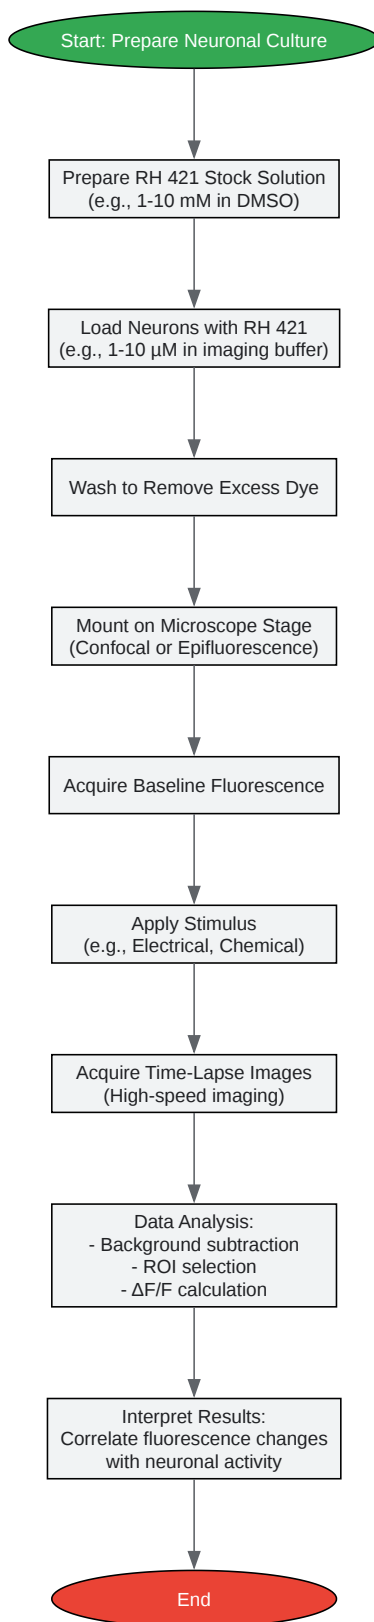 Start: Prepare Neuronal Culture
Prepare RH 421 Stock Solution
(e.g., 1-10 mM in DMSO)
Load Neurons with RH 421
(e.g., 1-10 µM in imaging buffer)
Wash to Remove Excess Dye
Mount on Microscope Stage
(Confocal or Epifluorescence)
Acquire Baseline Fluorescence
Apply Stimulus
(e.g., Electrical, Chemical)
Acquire Time-Lapse Images
(High-speed imaging)
Data Analysis:
- Background subtraction
- ROI selection
- ΔF/F calculation
Interpret Results:
Correlate fluorescence changes
with neuronal activity
End